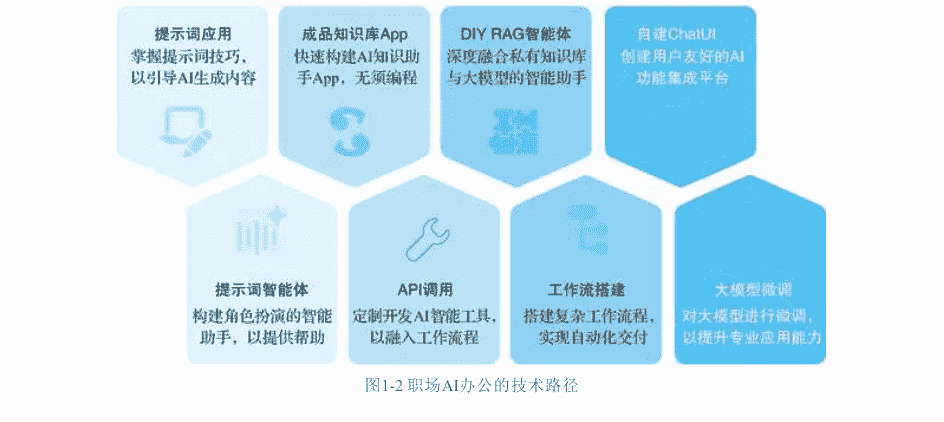 提示词应用
掌握提示词技巧，
以引导AI生成内容
成品知识库App
快速构建AI知识助
手App，无须编程
DIY RAG智能体
深度融合私有知识库
与大模型的智能助手
自建ChatUI
创建用户友好的AI
功能集成平台
提示词智能体
构建角色扮演的智能
助手，以提供帮助
API调用
定制开发AI智能工具，
以融入工作流程
工作流搭建
搭建复杂工作流程，
实现自动化交付
大模型微调
对大模型进行微调，
以提升专业应用能力
图1-2 职场AI办公的技术路径